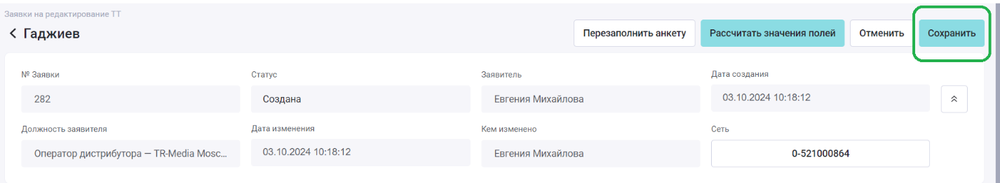 Заявки на редактирование ТТ
Гаджиев
Перезаполнить анкету
Рассчитать значения полей
Отменить
Сохранить
№ Заявки
Статус
Заявитель
Дата создания
282
Создана
Евгения Михайлова
03.10.2024 10:18:12
Должность заявителя
Дата изменения
Кем изменено
Сеть
Оператор дистрибутора — TR-Media Mosc...
03.10.2024 10:18:12
Евгения Михайлова
0-521000864